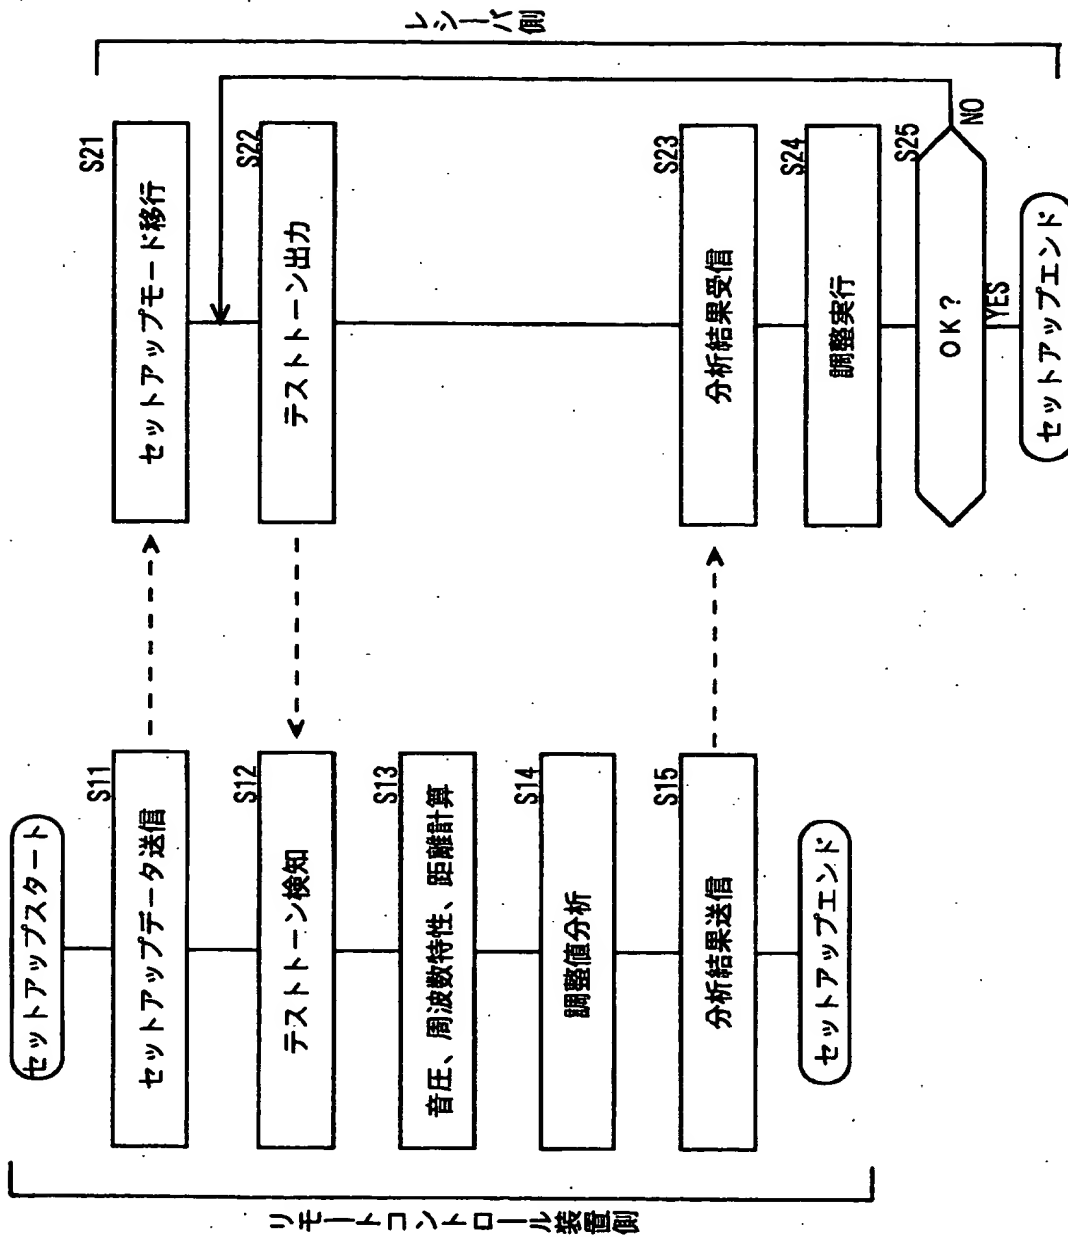 リモートコントロール装置側
セットアップスタート
S11
セットアップデータ送信
S12
テストトーン検知
S13
音圧、周波数特性、距離計算
S14
調整値分析
S15
分析結果送信
セットアップエンド
レシーバ側
S21
セットアップモード移行
S22
テストトーン出力
S23
分析結果受信
S24
調整実行
S25
OK?
NO
YES
セットアップエンド